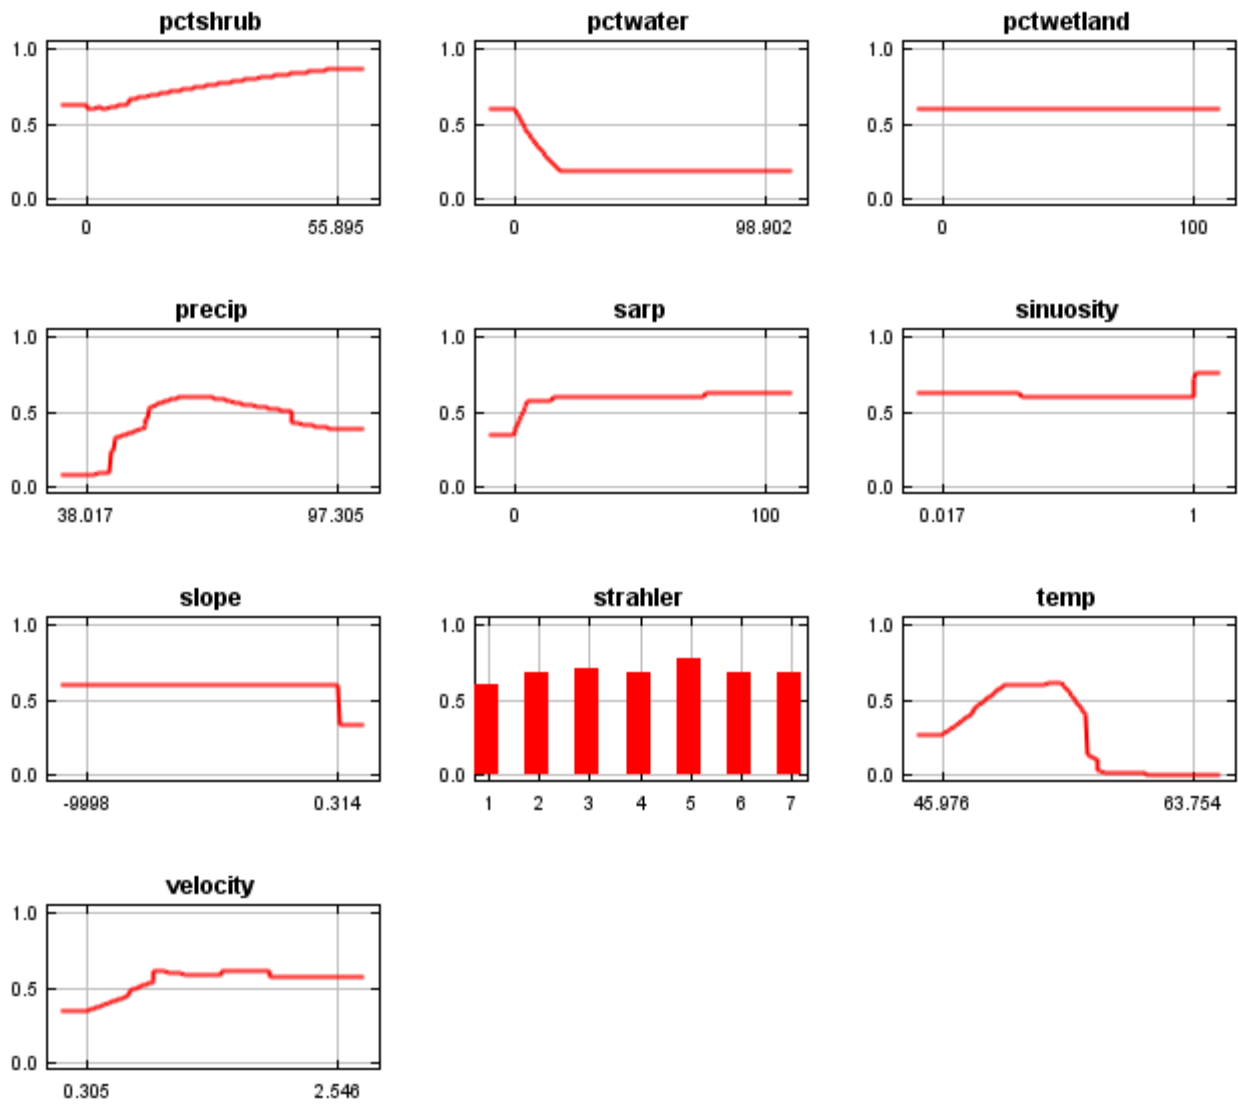 pctshrub pctwater pctwetland
1.0 1.0 1.0
0.5 0.5 0.5
0.0 0.0 0.0
0 55.895 0 98.902 0 100
precip sarp sinuosity
1.0 1.0 1.0
0.5 0.5 0.5
0.0 0.0 0.0
38.017 97.305 0 100 0.017 1
slope strahler temp
1.0 1.0 1.0
0.5 0.5 0.5
0.0 0.0 0.0
-9998 0.314 1 2 3 4 5 6 7 45.976 63.754
velocity
1.0
0.5
0.0
0.305 2.546